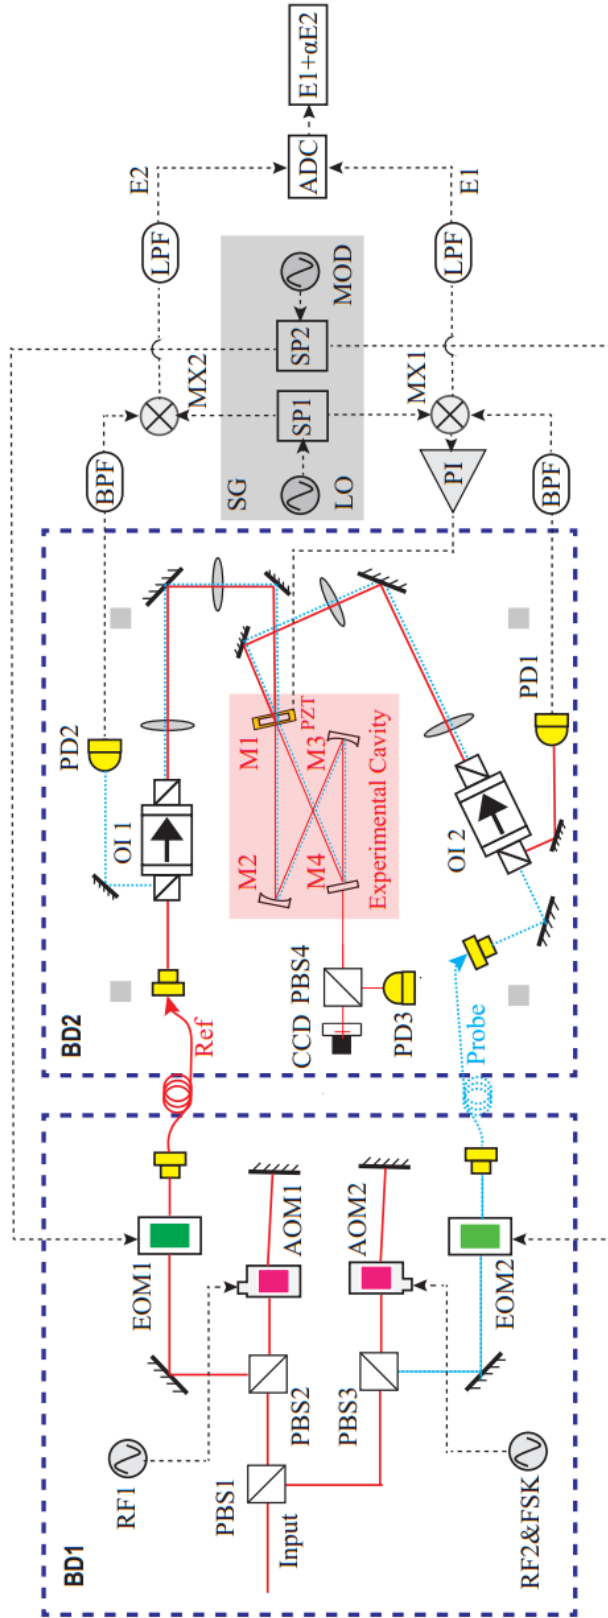 BD1
Input
PBS1
RF1
PBS2
AOM1
EOM1
PBS3
AOM2
EOM2
RF2&FSK
BD2
Ref
Probe
CCD
PBS4
PD3
OI 1
PD2
M2
M1
M4
M3
PZT
Experimental Cavity
OI 2
PD1
BPF
BPF
PI
SG
LO
SP1
SP2
MOD
MX2
MX1
LPF
LPF
E2
E1
ADC
E1+αE2